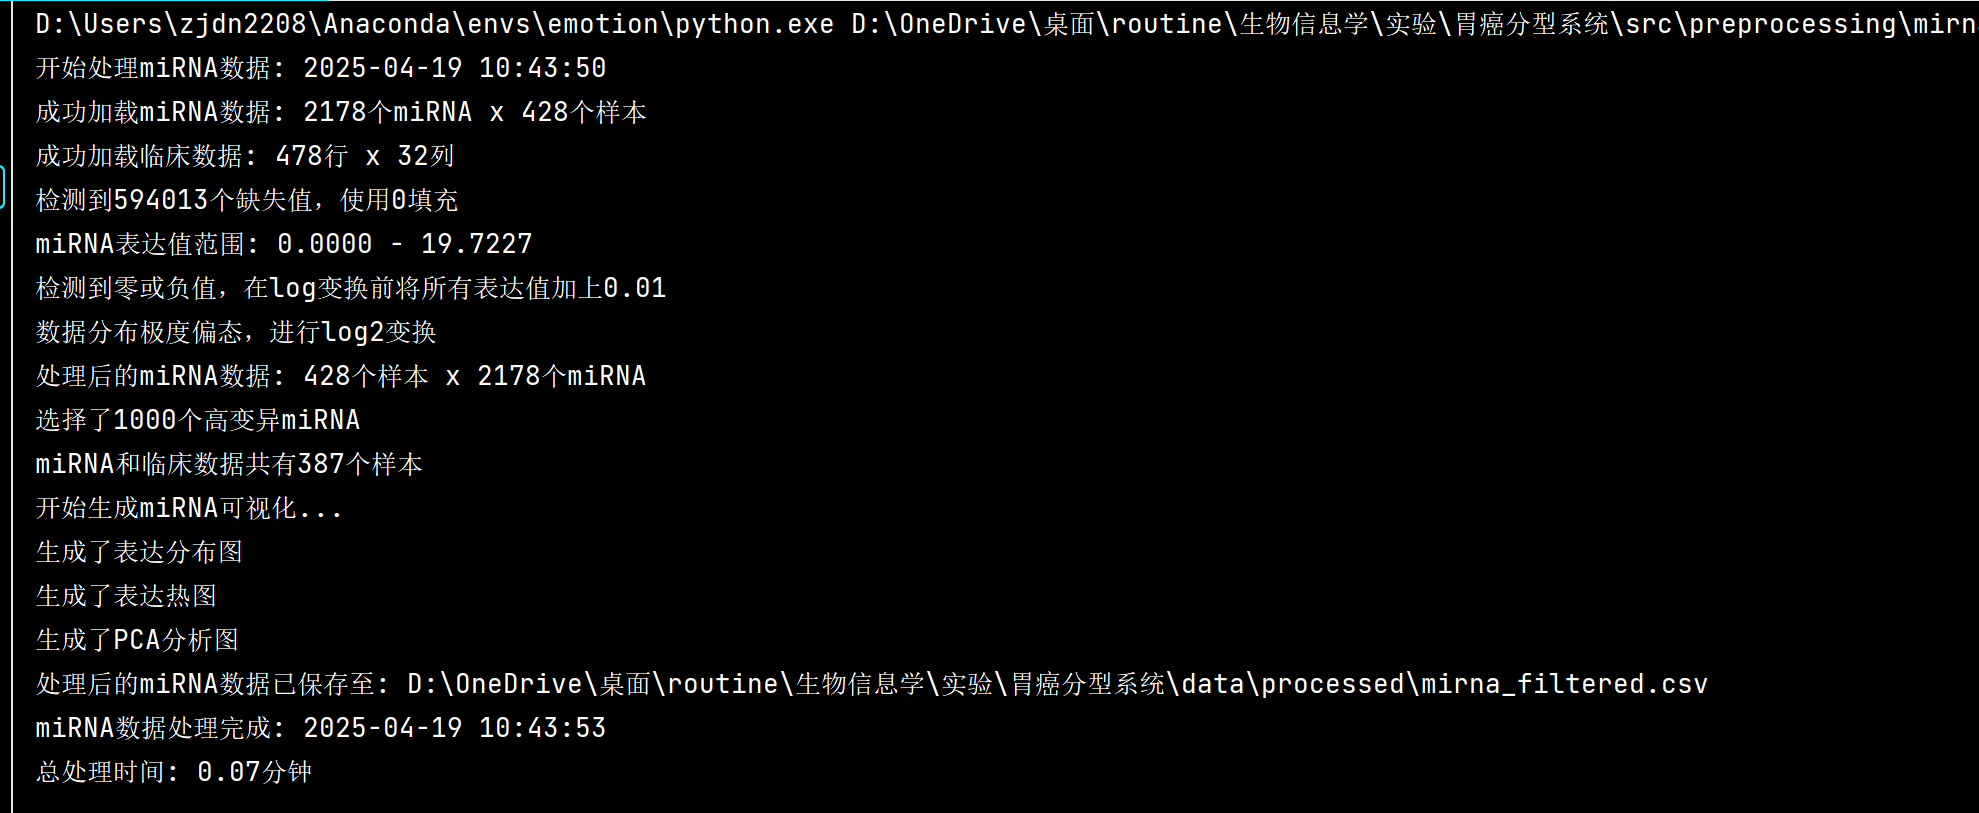 D:\Users\zjdn2208\Anaconda\envs\emotion\python.exe D:\OneDrive\桌面\routine\生物信息学\实验\胃癌分型系统\src\preprocessing\mirn
开始处理miRNA数据: 2025-04-19 10:43:50
成功加载miRNA数据: 2178个miRNA x 428个样本
成功加载临床数据: 478行 x 32列
检测到594013个缺失值，使用0填充
miRNA表达值范围: 0.0000 - 19.7227
检测到零或负值，在log变换前将所有表达值加上0.01
数据分布极度偏态，进行log2变换
处理后的miRNA数据: 428个样本 x 2178个miRNA
选择了1000个高变异miRNA
miRNA和临床数据共有387个样本
开始生成miRNA可视化...
生成了表达分布图
生成了表达热图
生成了PCA分析图
处理后的miRNA数据已保存至: D:\OneDrive\桌面\routine\生物信息学\实验\胃癌分型系统\data\processed\mirna_filtered.csv
miRNA数据处理完成: 2025-04-19 10:43:53
总处理时间: 0.07分钟